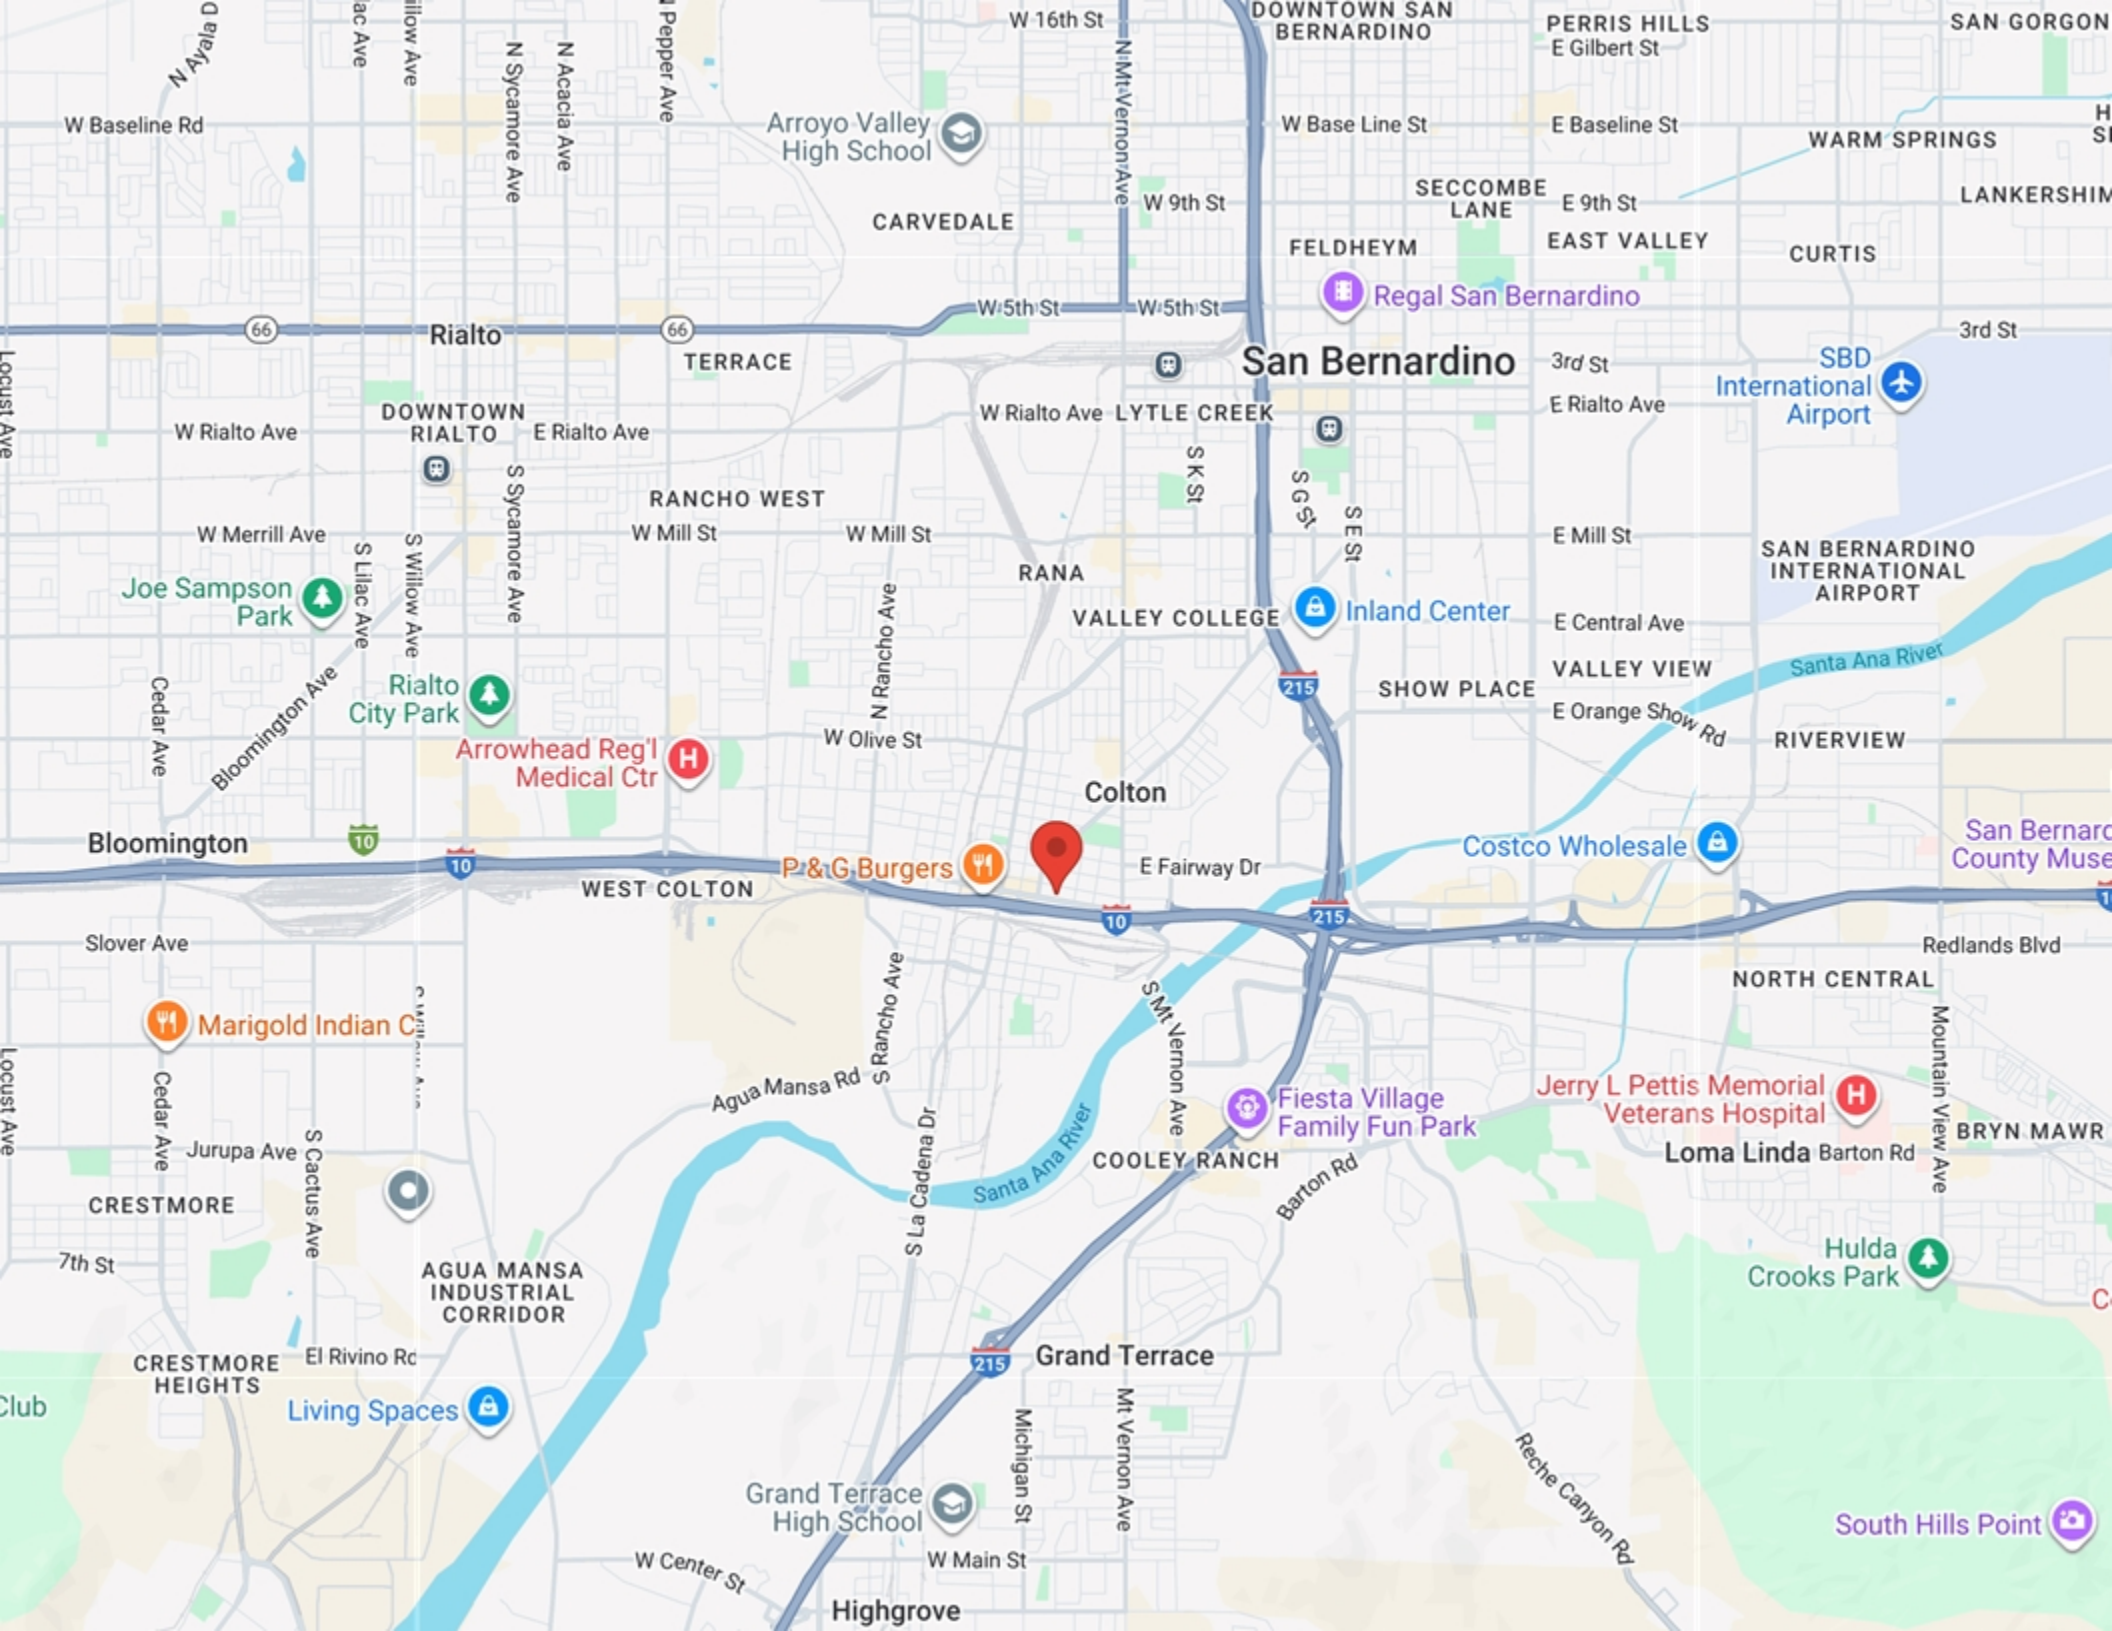 W 16th St
DOWNTOWN SAN
BERNARDINO
PERRIS HILLS
E Gilbert St
SAN GORGON
N Ayala D
ac Ave
illow Ave
N Sycamore Ave
N Acacia Ave
N Pepper Ave
N Mt Vernon Ave
W Baseline Rd
Arroyo Valley
High School
W Base Line St
E Baseline St
WARM SPRINGS
H
S
W 9th St
SECCOMBE
LANE
E 9th St
LANKERSHIM
CARVEDALE
FELDHEYM
EAST VALLEY
CURTIS
Regal San Bernardino
W 5th St
W 5th St
66
Rialto
66
TERRACE
San Bernardino
3rd St
3rd St
SBD
International
Airport
Locust Ave
DOWNTOWN
RIALTO
W Rialto Ave
E Rialto Ave
W Rialto Ave
LYTLE CREEK
E Rialto Ave
S K St
S G St
S E St
S Sycamore Ave
RANCHO WEST
W Merrill Ave
W Mill St
W Mill St
E Mill St
SAN BERNARDINO
INTERNATIONAL
AIRPORT
Joe Sampson
Park
S Lilac Ave
S Willow Ave
RANA
N Rancho Ave
VALLEY COLLEGE
Inland Center
E Central Ave
Santa Ana River
VALLEY VIEW
Cedar Ave
Bloomington Ave
Rialto
City Park
215
SHOW PLACE
E Orange Show Rd
RIVERVIEW
Arrowhead Reg'l
Medical Ctr
W Olive St
Colton
Bloomington
10
10
P & G Burgers
E Fairway Dr
Costco Wholesale
San Bernard
County Muse
WEST COLTON
10
215
1
Slover Ave
Redlands Blvd
NORTH CENTRAL
Marigold Indian C
S Willow Ave
S Rancho Ave
S Mt Vernon Ave
Mountain View Ave
Locust Ave
Cedar Ave
Agua Mansa Rd
Fiesta Village
Family Fun Park
Jerry L Pettis Memorial
Veterans Hospital
Jurupa Ave
S Cactus Ave
S La Cadena Dr
Santa Ana River
COOLEY RANCH
Barton Rd
Loma Linda
Barton Rd
BRYN MAWR
CRESTMORE
7th St
AGUA MANSA
INDUSTRIAL
CORRIDOR
Hulda
Crooks Park
C
El Rivino Rd
CRESTMORE
HEIGHTS
215
Grand Terrace
Club
Living Spaces
Michigan St
Mt Vernon Ave
Reche Canyon Rd
Grand Terrace
High School
South Hills Point
W Center St
W Main St
Highgrove